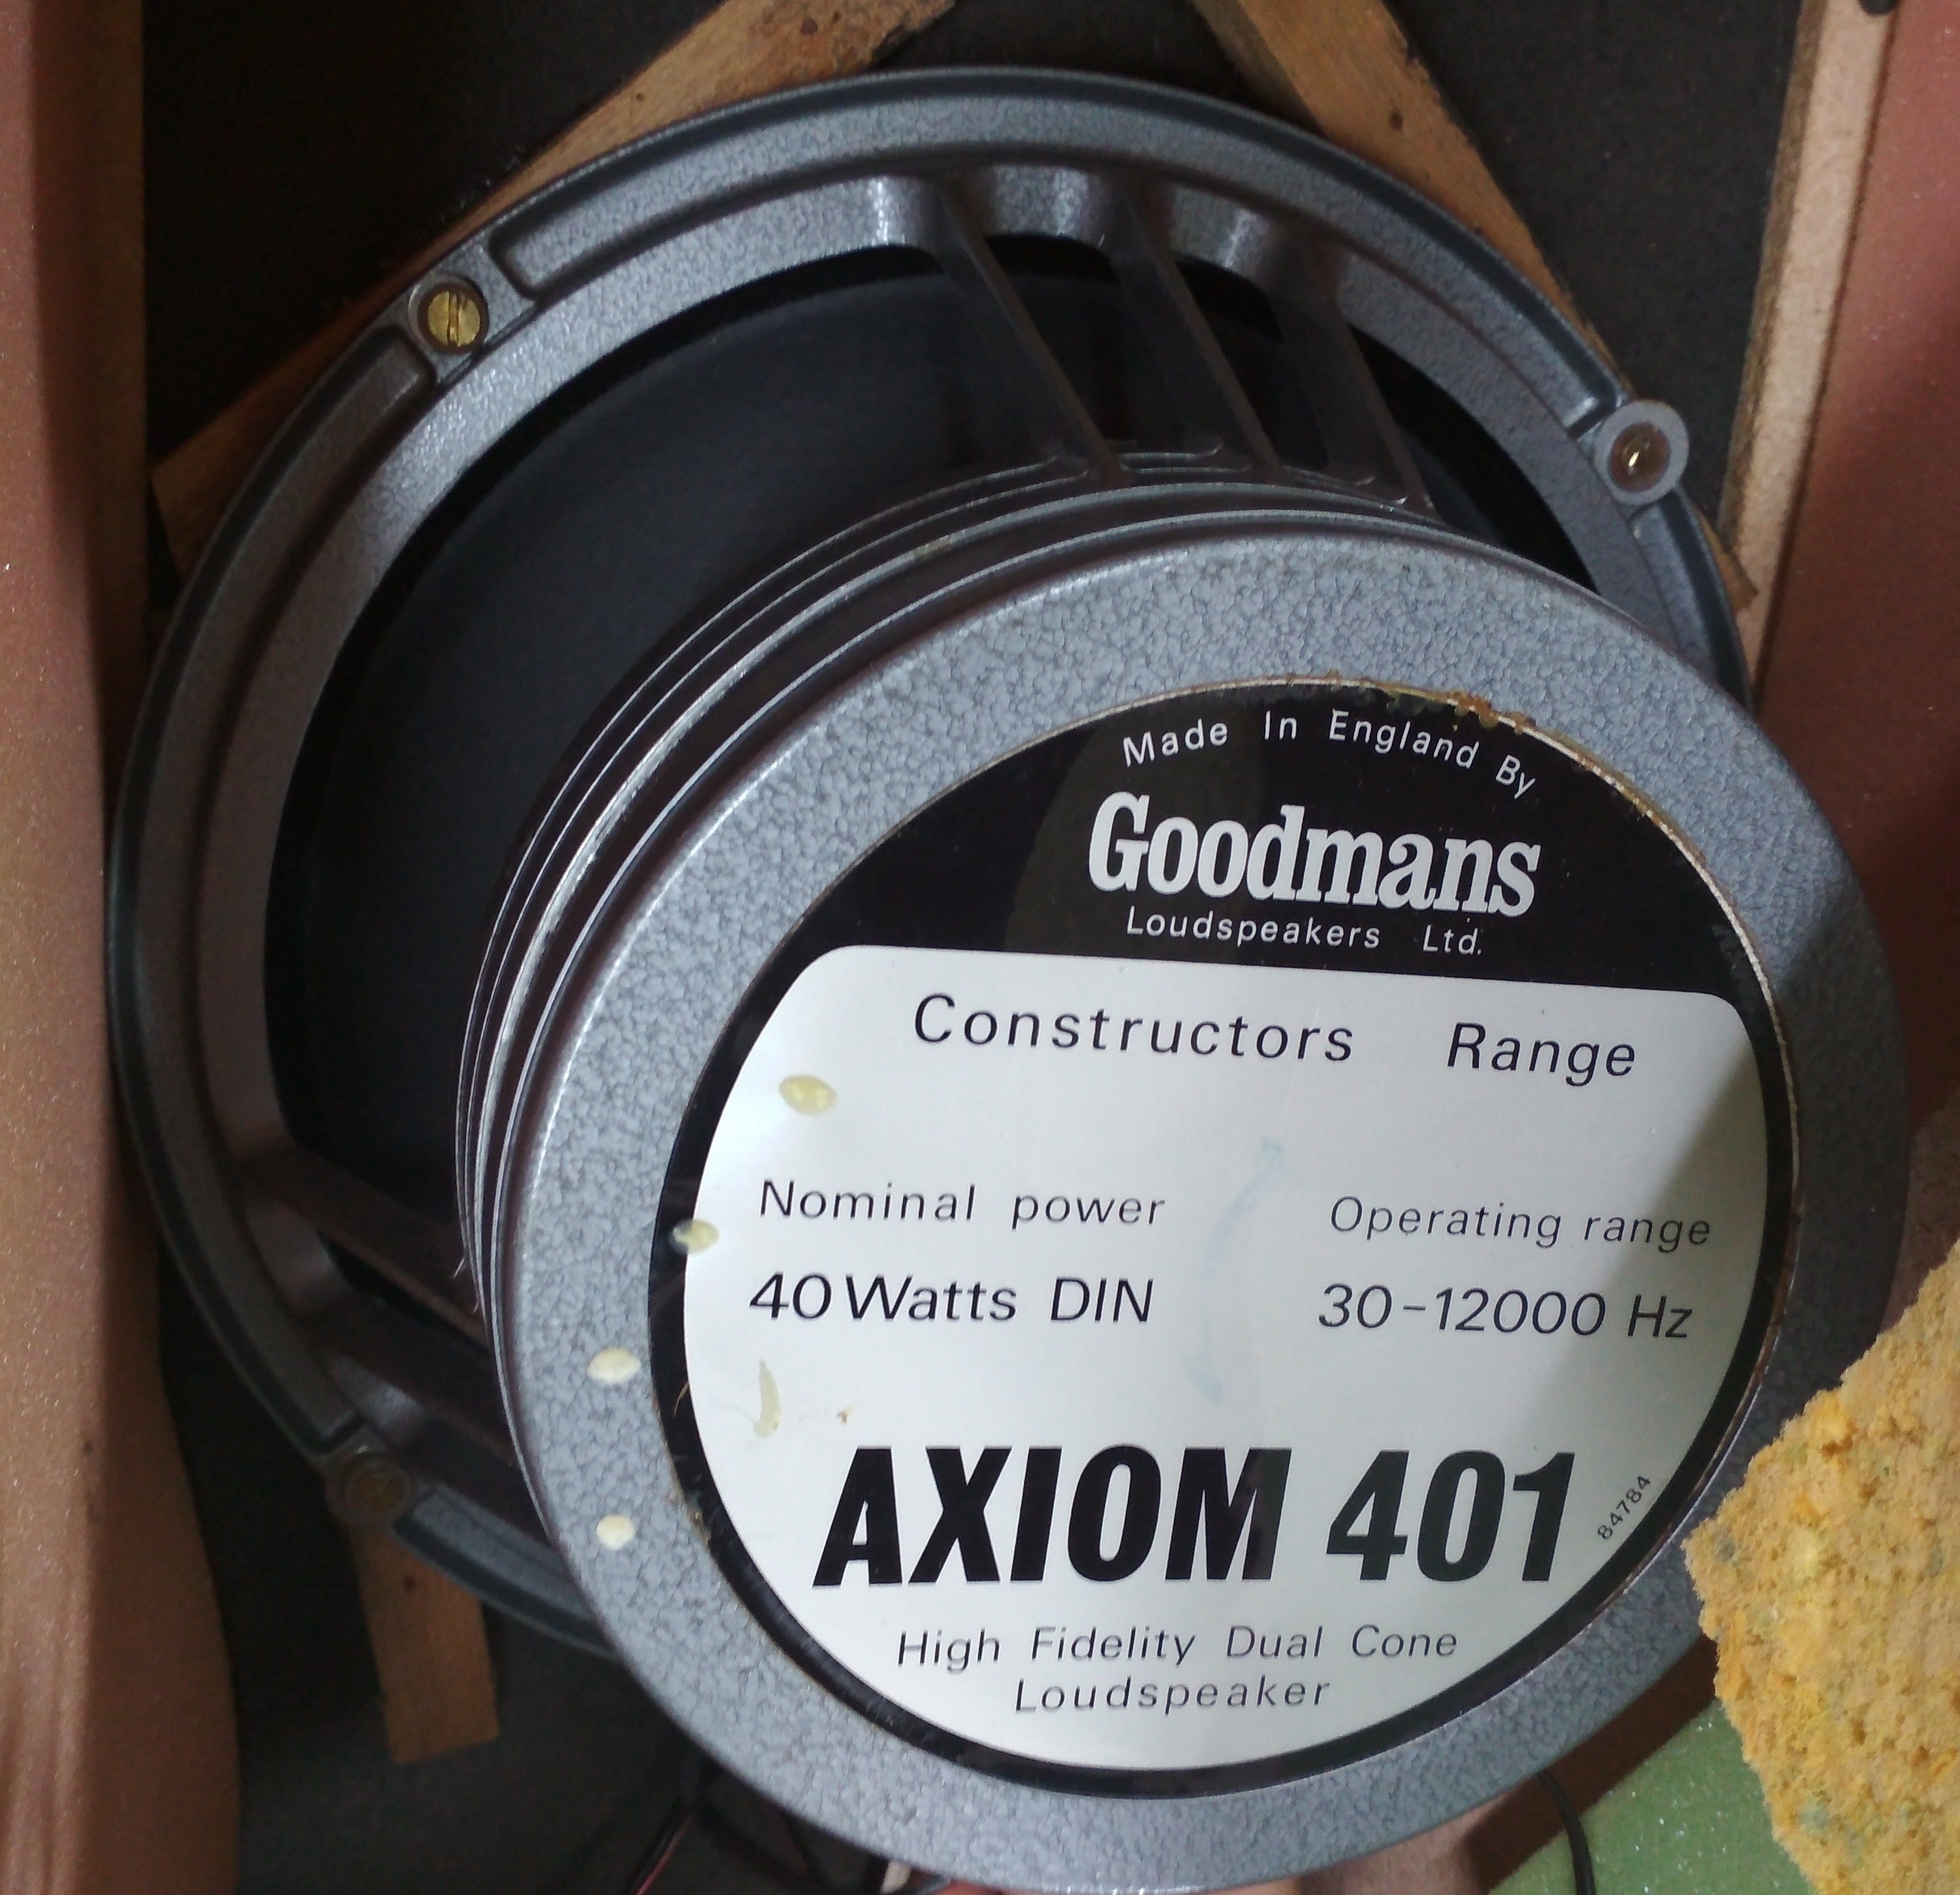 Made In England By
Goodmans
Loudspeakers Ltd.
Constructors Range
Nominal power Operating range
40 Watts DIN 30-12000 Hz
AXIOM 401
84784
High Fidelity Dual Cone
Loudspeaker